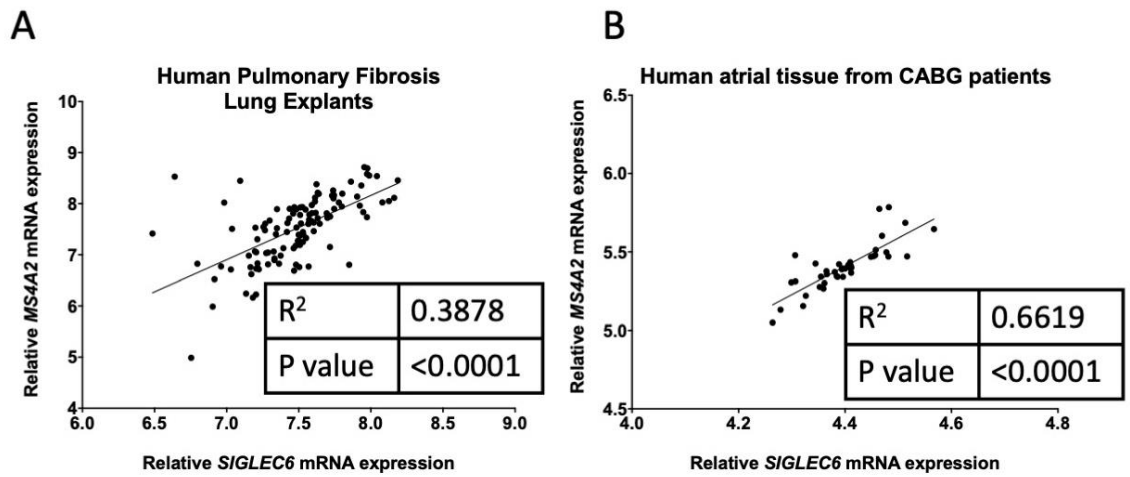 A
Human Pulmonary Fibrosis
Lung Explants
Relative MS4A2 mRNA expression
10
9
8
7
6
5
4
6.0 6.5 7.0 7.5 8.0 8.5 9.0
Relative SIGLEC6 mRNA expression
R² 0.3878
P value <0.0001
B
Human atrial tissue from CABG patients
Relative MS4A2 mRNA expression
6.5
6.0
5.5
5.0
4.5
4.0 4.2 4.4 4.6 4.8
Relative SIGLEC6 mRNA expression
R² 0.6619
P value <0.0001